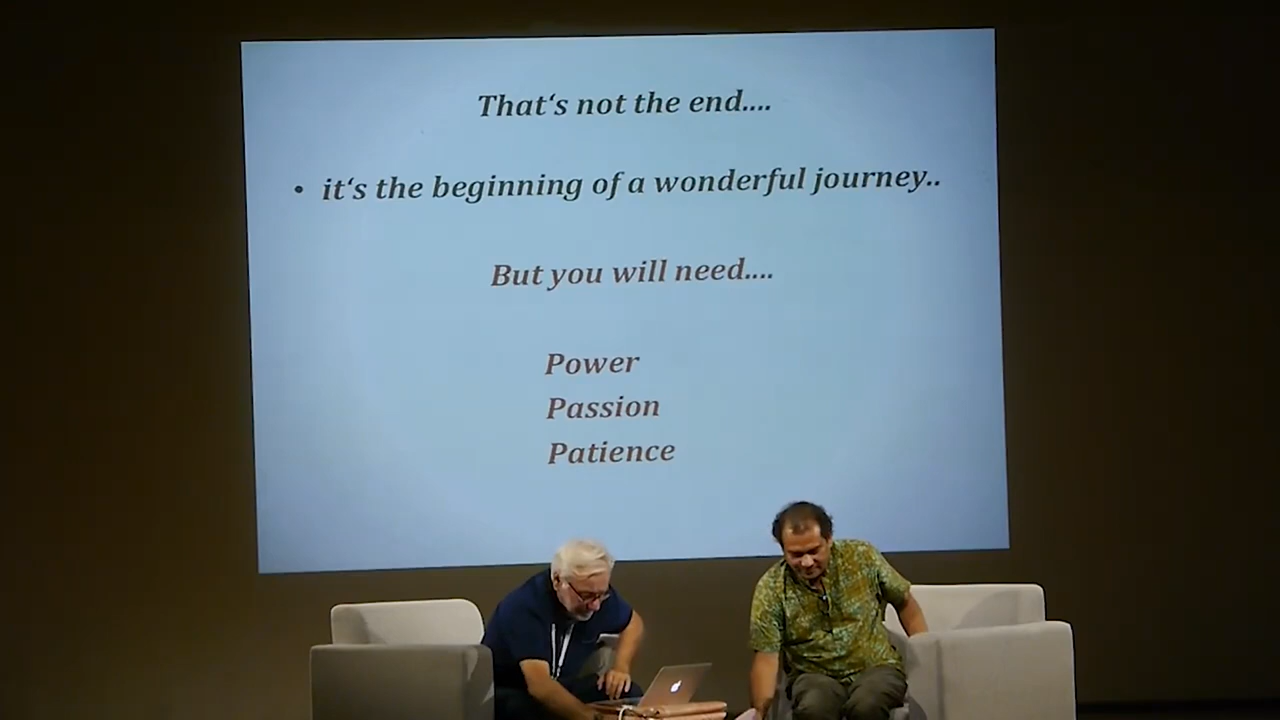 That‘s not the end....
• it‘s the beginning of a wonderful journey..
But you will need....
Power
Passion
Patience